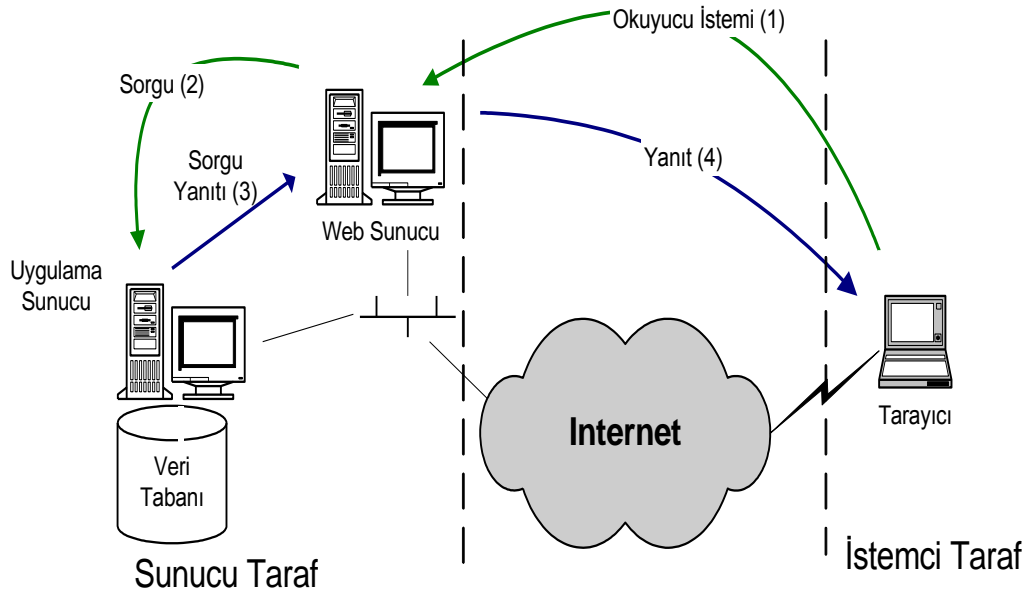 Okuyucu İstemi (1)
Sorgu (2)
Sorgu
Yanıtı (3)
Yanıt (4)
Web Sunucu
Uygulama
Sunucu
Tarayıcı
Internet
Veri
Tabanı
Sunucu Taraf
İstemci Taraf